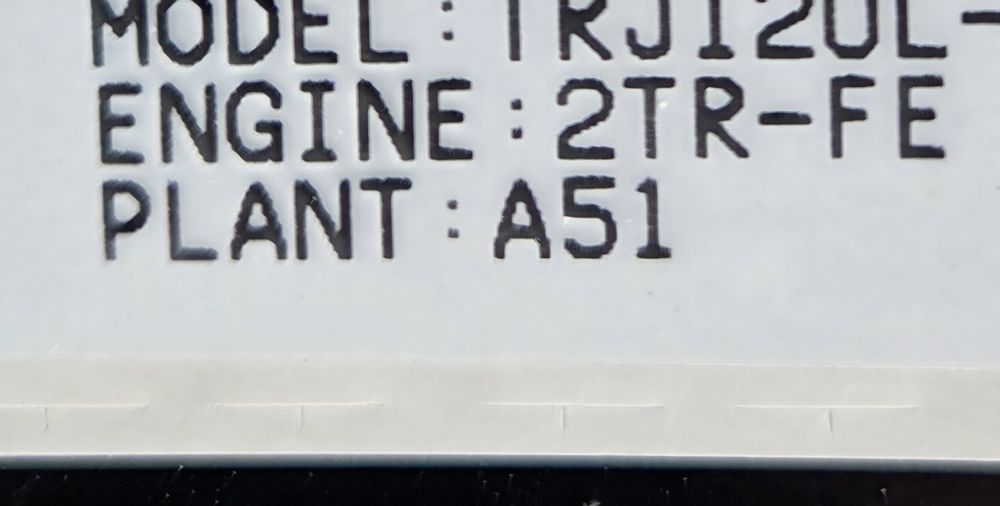 MODEL:TRJ120L-
ENGINE:2TR-FE
PLANT:A51